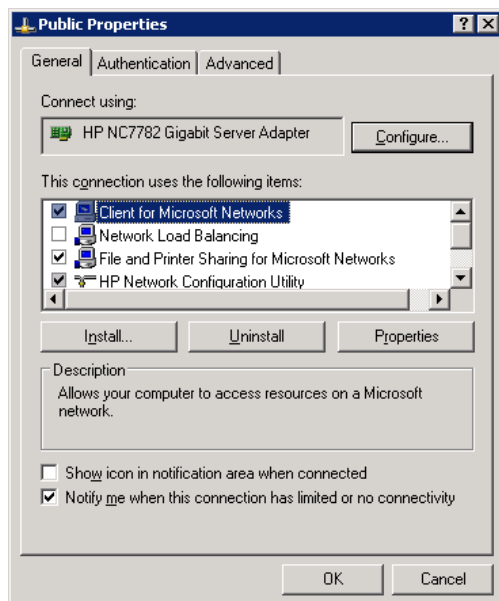 Public Properties
General
Authentication
Advanced
Connect using:
HP NC7782 Gigabit Server Adapter
Configure...
This connection uses the following items:
Client for Microsoft Networks
Network Load Balancing
File and Printer Sharing for Microsoft Networks
HP Network Configuration Utility
Install...
Uninstall
Properties
Description
Allows your computer to access resources on a Microsoft
network.
Show icon in notification area when connected
Notify me when this connection has limited or no connectivity
OK
Cancel